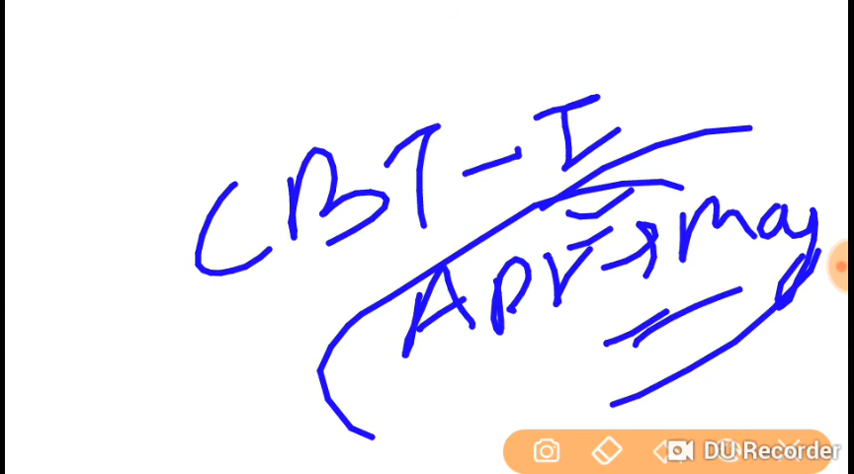 CBT-I
Apr → May
DU Recorder